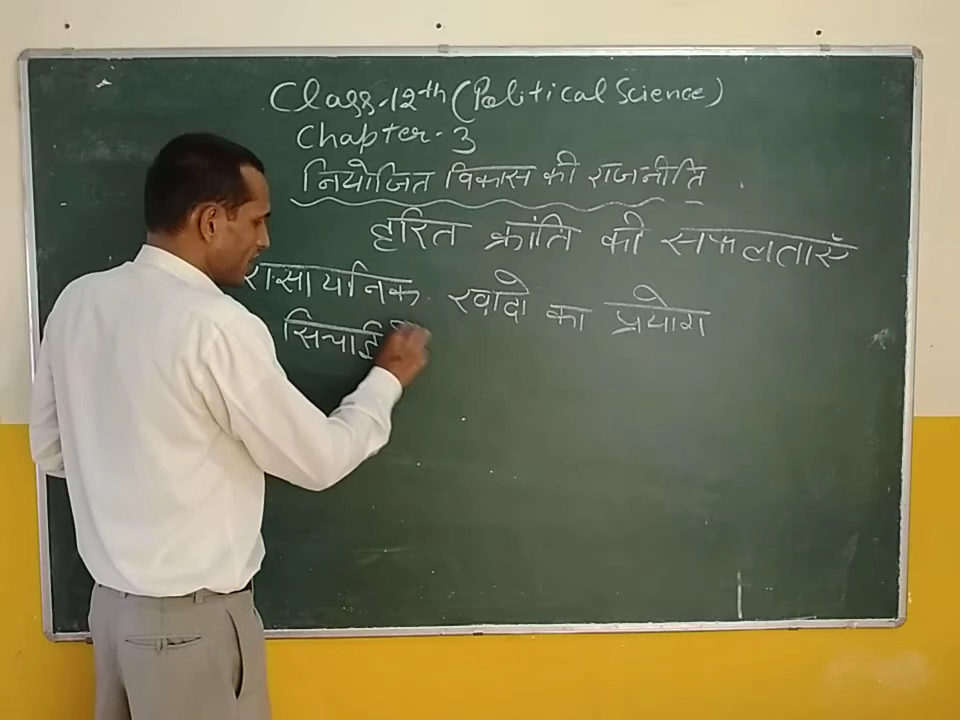 Class-12th (Political Science)
Chapter-3
नियोजित विकास की राजनीति
हरित क्रांति की सफलताएँ
रासायनिक खादो का प्रयोग
सिचाई